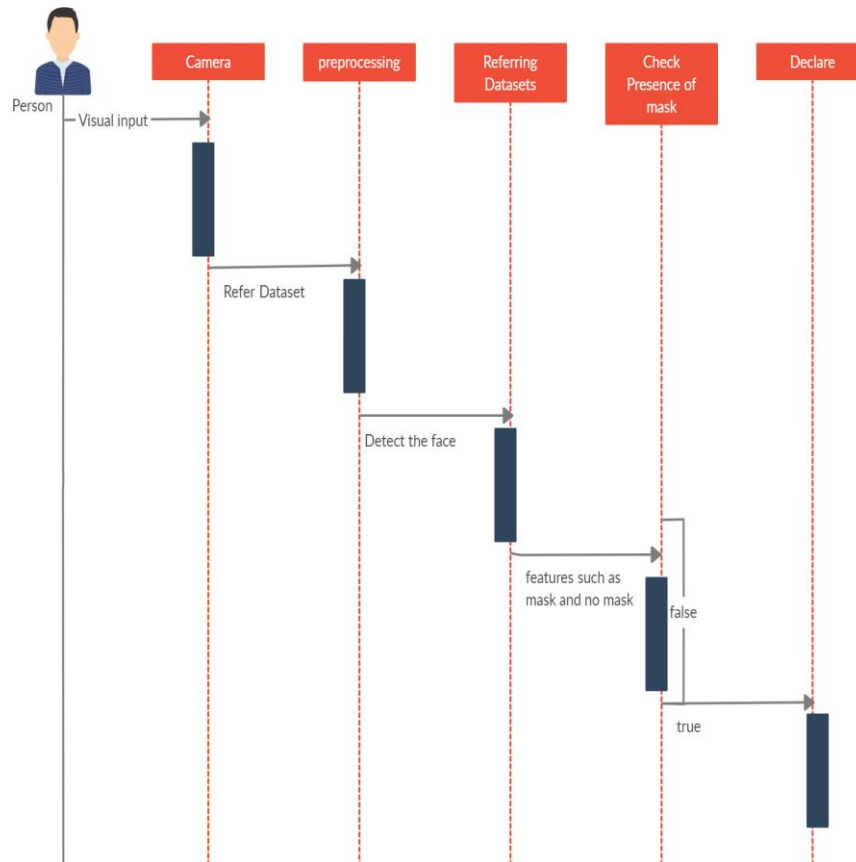 Camera
preprocessing
Referring
Datasets
Check
Presence of
mask
Declare
Person
Visual input
Refer Dataset
Detect the face
features such as
mask and no mask
false
true